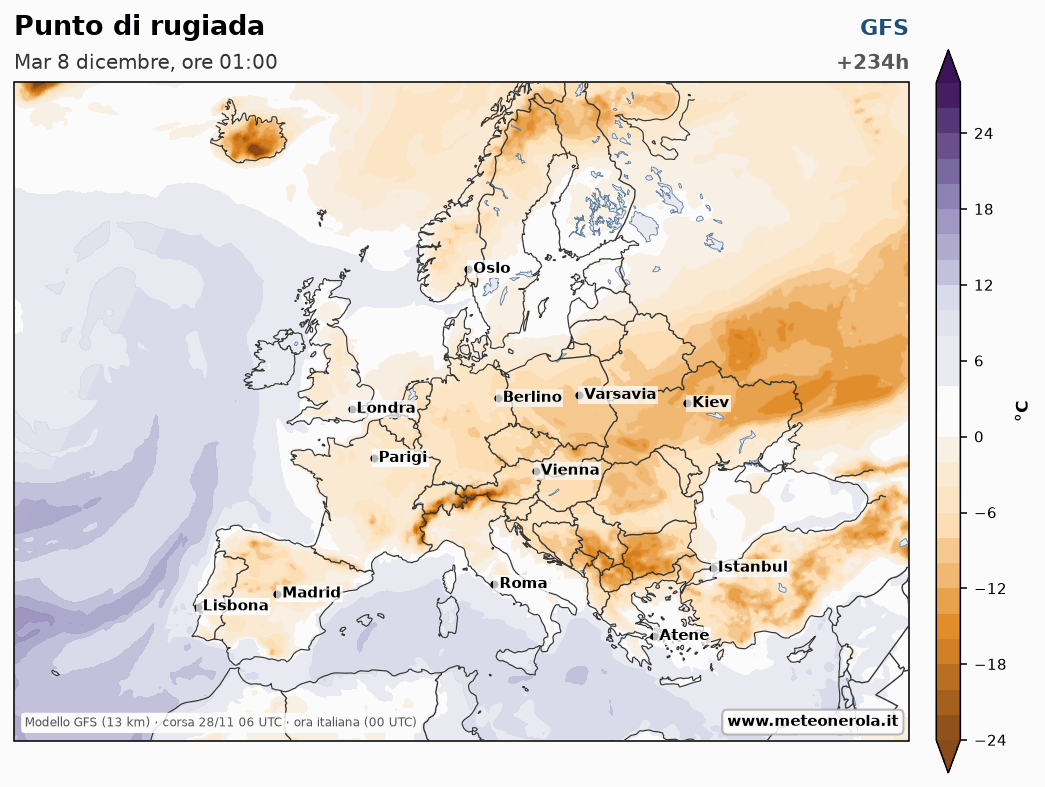 Punto di rugiada
GFS
Mar 8 dicembre, ore 01:00
+234h
24
18
12
6
0
−6
−12
−18
−24
°C
Oslo
Berlino
Varsavia
Kiev
Londra
Parigi
Vienna
Istanbul
Roma
Madrid
Lisbona
Atene
Modello GFS (13 km) · corsa 28/11 06 UTC · ora italiana (00 UTC)
www.meteonerola.it